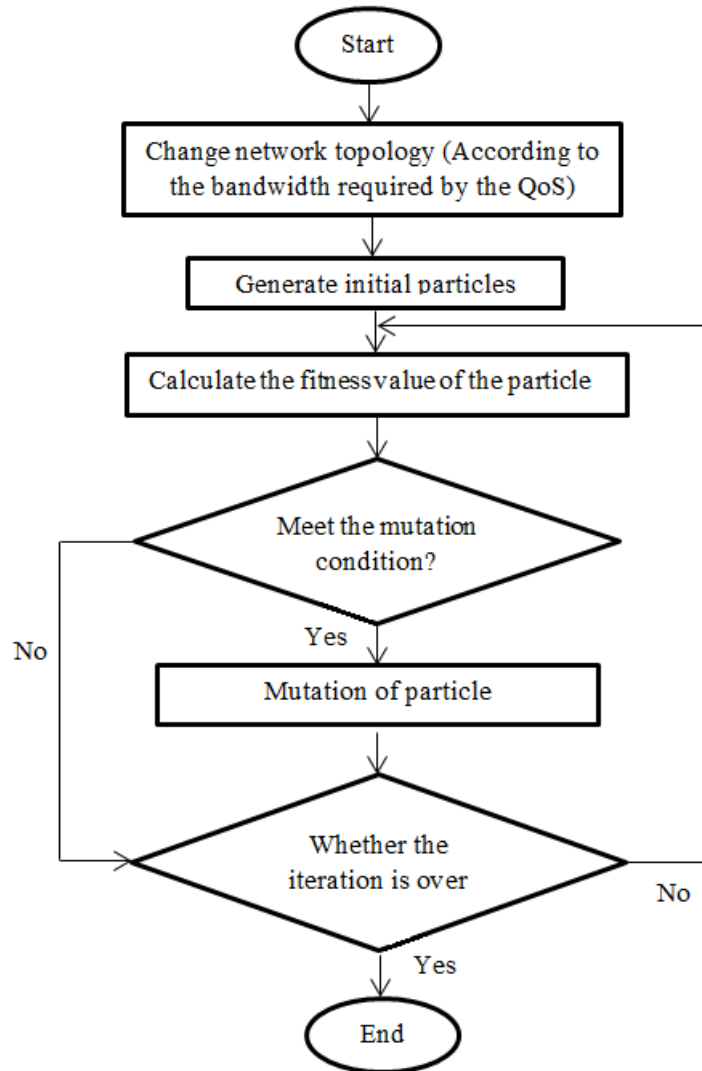 Start
Change network topology (According to
the bandwidth required by the QoS)
Generate initial particles
Calculate the fitness value of the particle
Meet the mutation
condition?
Yes
No
Mutation of particle
Whether the
iteration is over
No
Yes
End